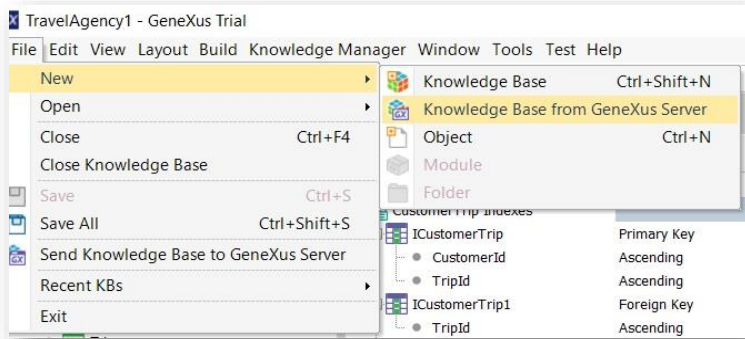 TravelAgency1 - GeneXus Trial
File Edit View Layout Build Knowledge Manager Window Tools Test Help
New
Open
Close Ctrl+F4
Close Knowledge Base
Save Ctrl+S
Save All Ctrl+Shift+S
Send Knowledge Base to GeneXus Server
Recent KBs
Exit
Knowledge Base Ctrl+Shift+N
Knowledge Base from GeneXus Server
Object Ctrl+N
Module
Folder
CustomerTrip Indexes
ICustomerTrip Primary Key
CustomerId Ascending
TripId Ascending
ICustomerTrip1 Foreign Key
TripId Ascending